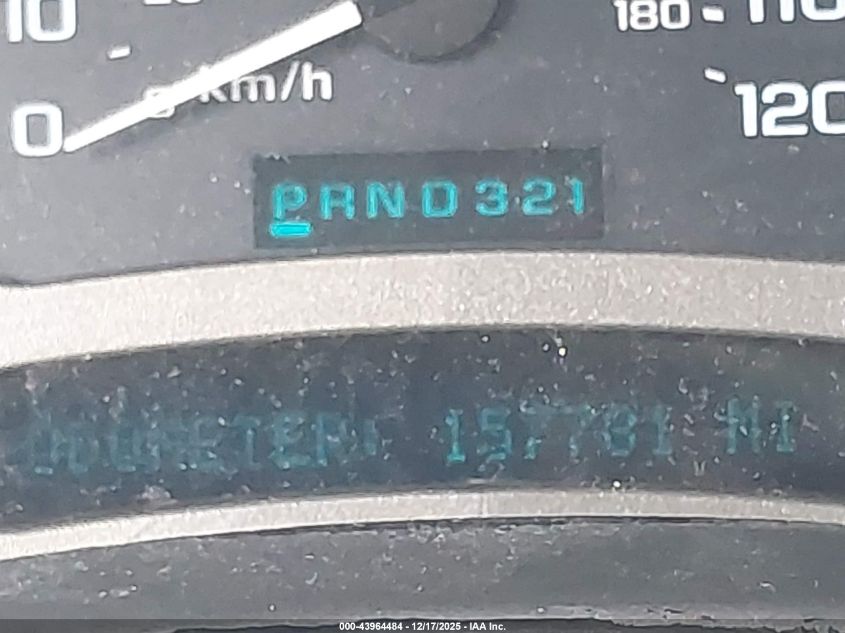 10
180 110
km/h
0
120
PRND321
ODOMETER: 157781 MI
000-43964484 - 12/17/2025 - IAA Inc.